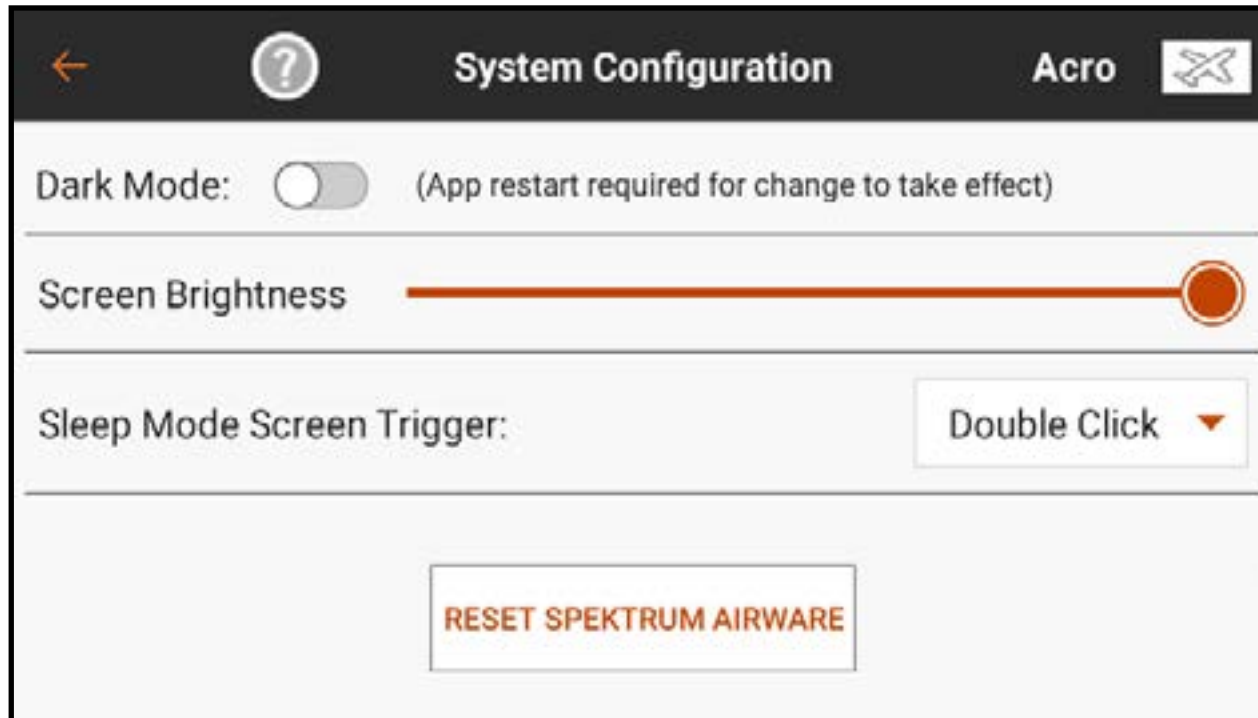 ? System Configuration Acro
Dark Mode: (App restart required for change to take effect)
Screen Brightness
Sleep Mode Screen Trigger: Double Click
RESET SPEKTRUM AIRWARE